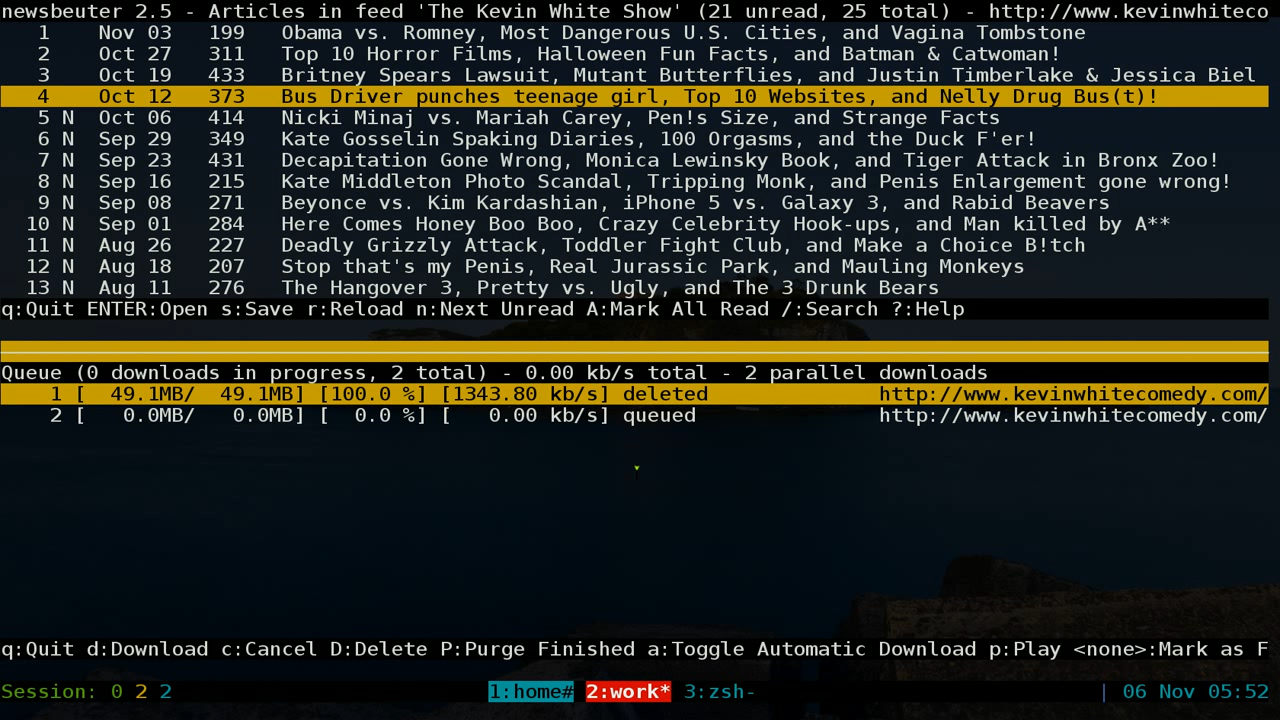 newsbeuter 2.5 - Articles in feed 'The Kevin White Show' (21 unread, 25 total) - http://www.kevinwhiteco
1 Nov 03 199 Obama vs. Romney, Most Dangerous U.S. Cities, and Vagina Tombstone
2 Oct 27 311 Top 10 Horror Films, Halloween Fun Facts, and Batman & Catwoman!
3 Oct 19 433 Britney Spears Lawsuit, Mutant Butterflies, and Justin Timberlake & Jessica Biel
4 Oct 12 373 Bus Driver punches teenage girl, Top 10 Websites, and Nelly Drug Bus(t)!
5 N Oct 06 414 Nicki Minaj vs. Mariah Carey, Pen!s Size, and Strange Facts
6 N Sep 29 349 Kate Gosselin Spaking Diaries, 100 Orgasms, and the Duck F'er!
7 N Sep 23 431 Decapitation Gone Wrong, Monica Lewinsky Book, and Tiger Attack in Bronx Zoo!
8 N Sep 16 215 Kate Middleton Photo Scandal, Tripping Monk, and Penis Enlargement gone wrong!
9 N Sep 08 271 Beyonce vs. Kim Kardashian, iPhone 5 vs. Galaxy 3, and Rabid Beavers
10 N Sep 01 284 Here Comes Honey Boo Boo, Crazy Celebrity Hook-ups, and Man killed by A**
11 N Aug 26 227 Deadly Grizzly Attack, Toddler Fight Club, and Make a Choice B!tch
12 N Aug 18 207 Stop that's my Penis, Real Jurassic Park, and Mauling Monkeys
13 N Aug 11 276 The Hangover 3, Pretty vs. Ugly, and The 3 Drunk Bears
q:Quit ENTER:Open s:Save r:Reload n:Next Unread A:Mark All Read /:Search ?:Help
Queue (0 downloads in progress, 2 total) - 0.00 kb/s total - 2 parallel downloads
1 [ 49.1MB/ 49.1MB] [100.0 %] [1343.80 kb/s] deleted http://www.kevinwhitecomedy.com/
2 [ 0.0MB/ 0.0MB] [ 0.0 %] [ 0.00 kb/s] queued http://www.kevinwhitecomedy.com/
q:Quit d:Download c:Cancel D:Delete P:Purge Finished a:Toggle Automatic Download p:Play <none>:Mark as F
Session: 0 2 2 1:home# 2:work* 3:zsh- | 06 Nov 05:52